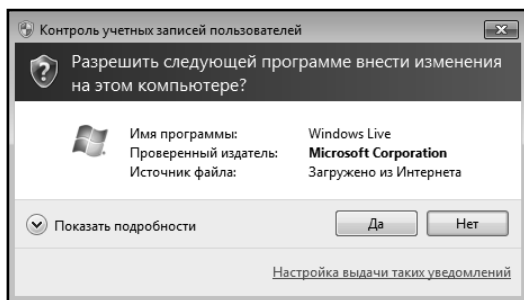 Контроль учетных записей пользователей
Разрешить следующей программе внести изменения
на этом компьютере?
Имя программы: Windows Live
Проверенный издатель: Microsoft Corporation
Источник файла: Загружено из Интернета
Показать подробности Да Нет
Настройка выдачи таких уведомлений